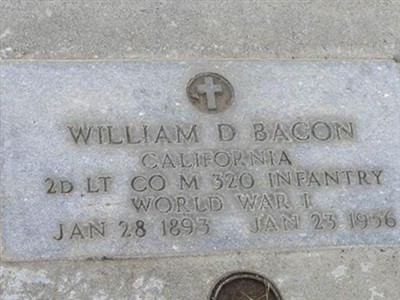 WILLIAM D BACON
CALIFORNIA
2D LT CO M 320 INFANTRY
WORLD WAR I
JAN 28 1893 JAN 23 1956